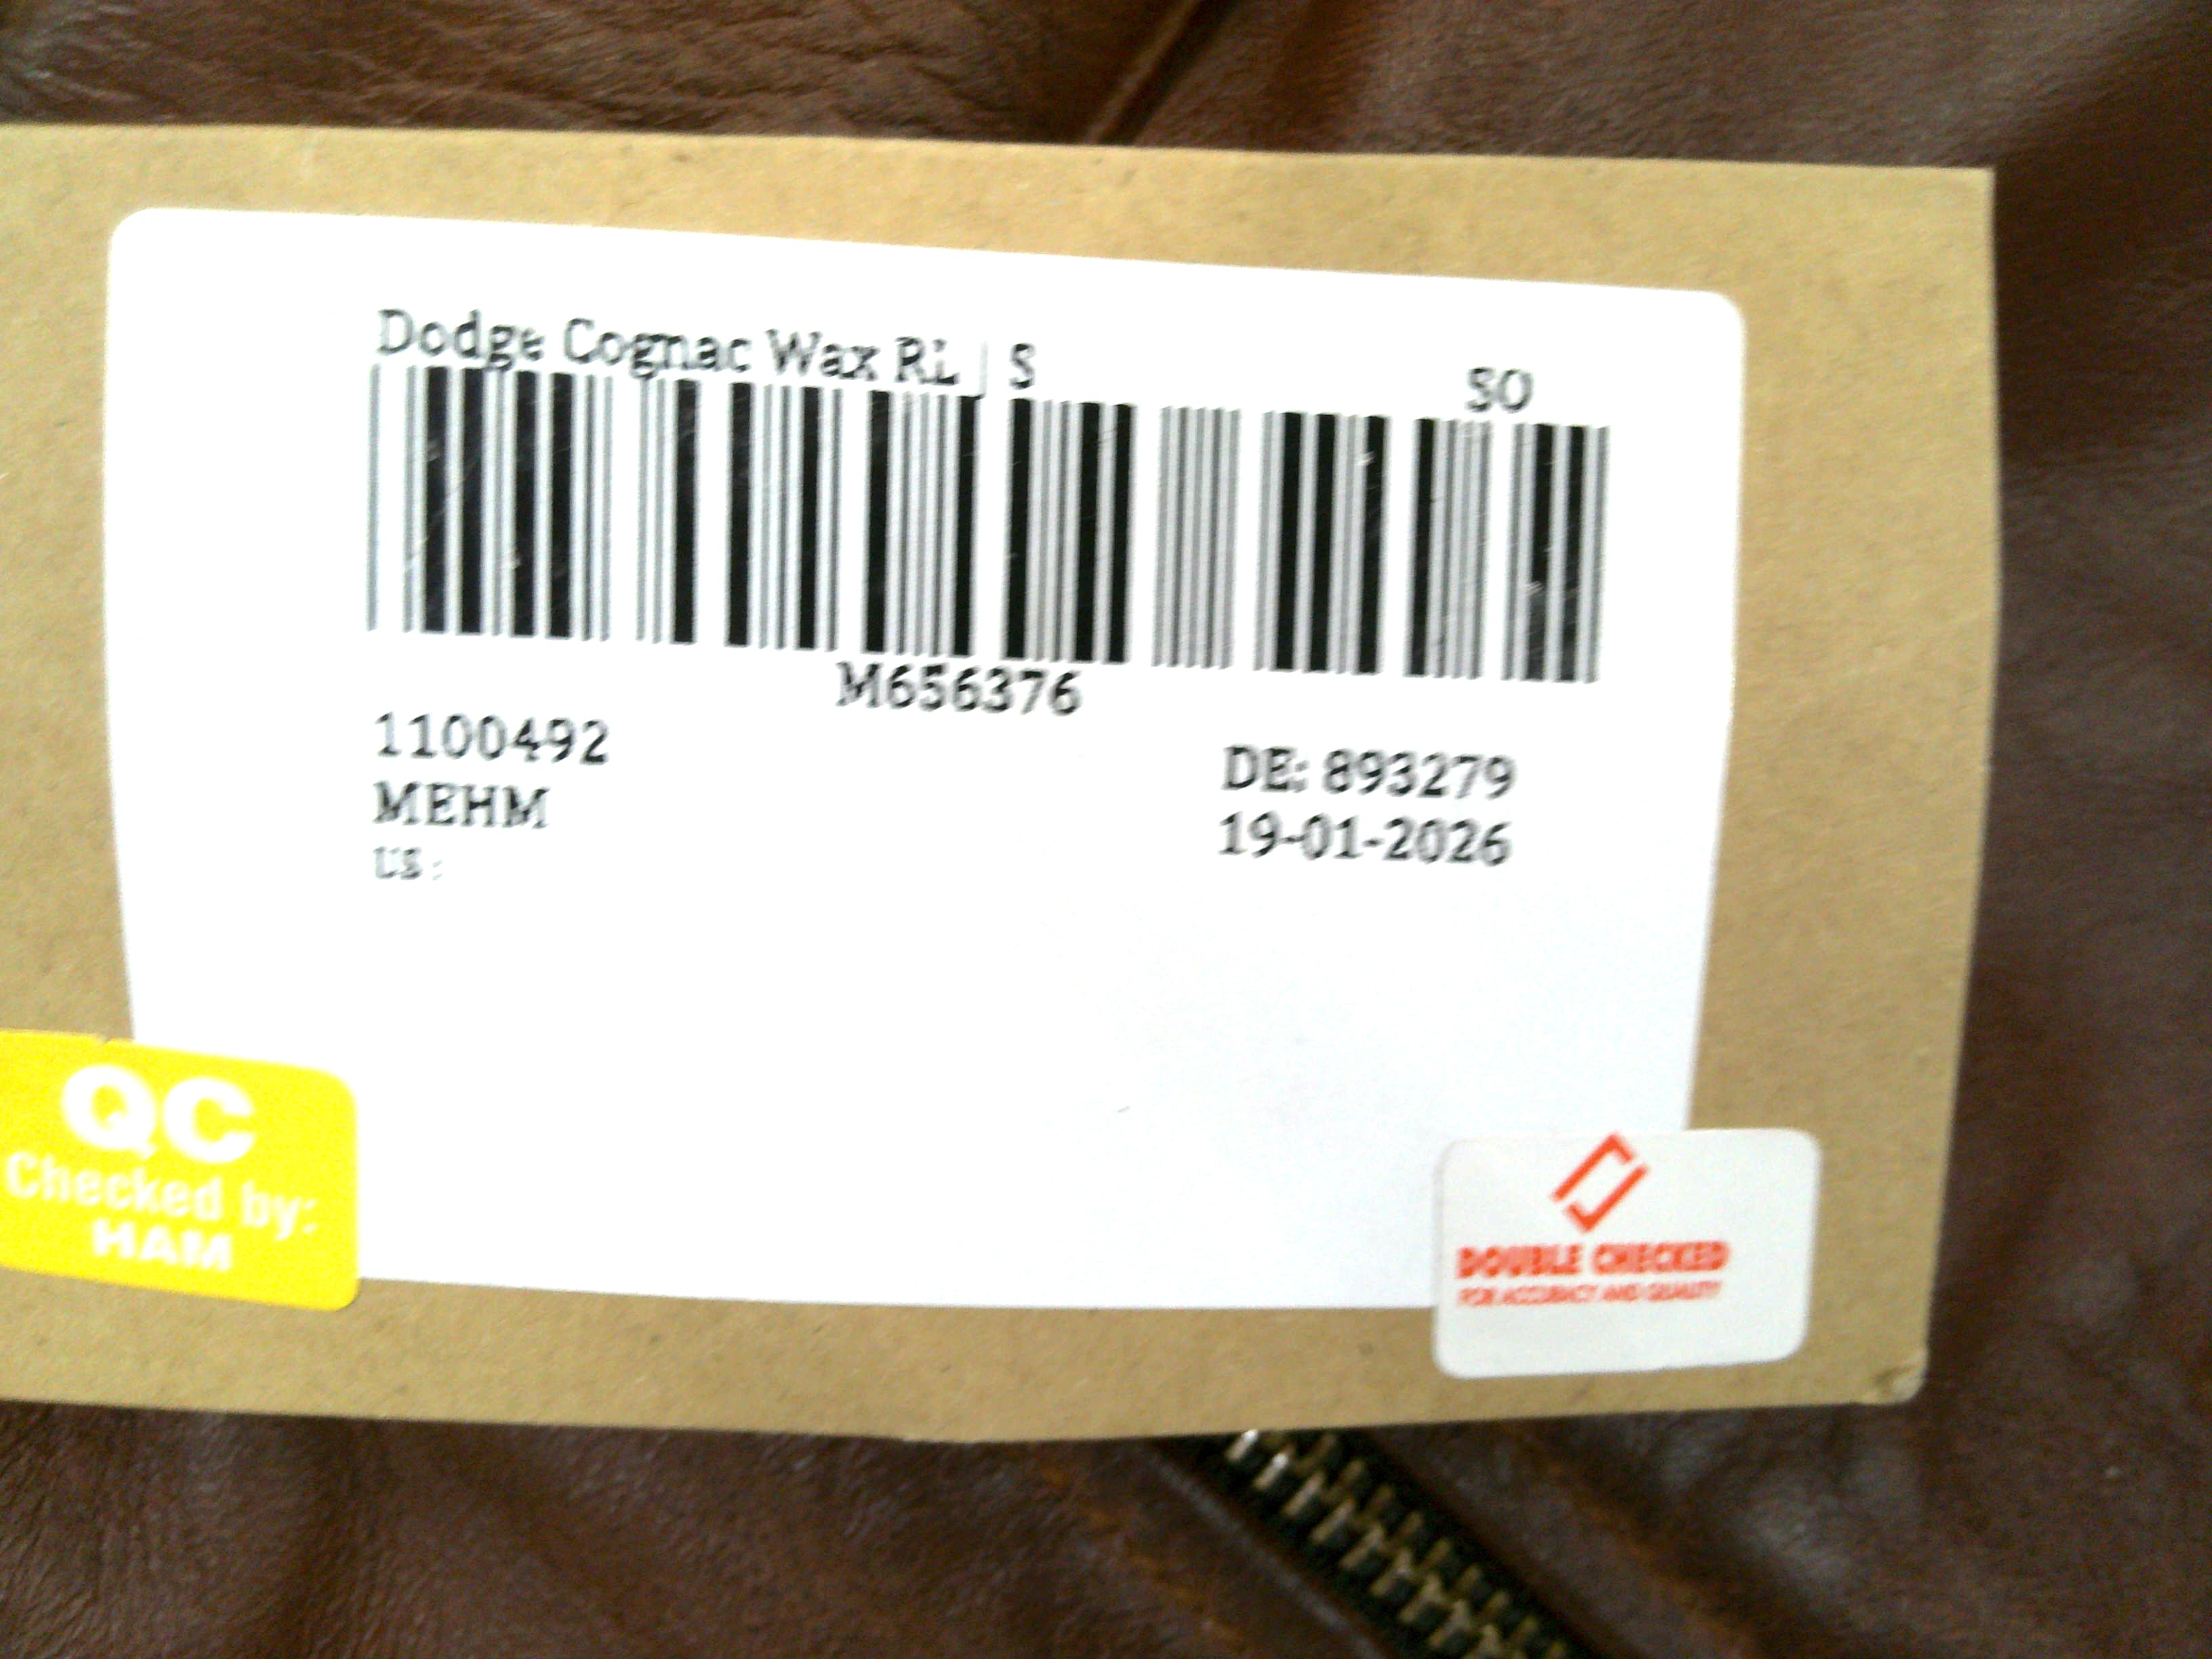 Dodge Cognac Wax RL | S
SO
M656376
1100492
DE: 893279
MEHM
19-01-2026
US :
QC
Checked by:
HAM
DOUBLE CHECKED
FOR ACCURACY AND QUALITY